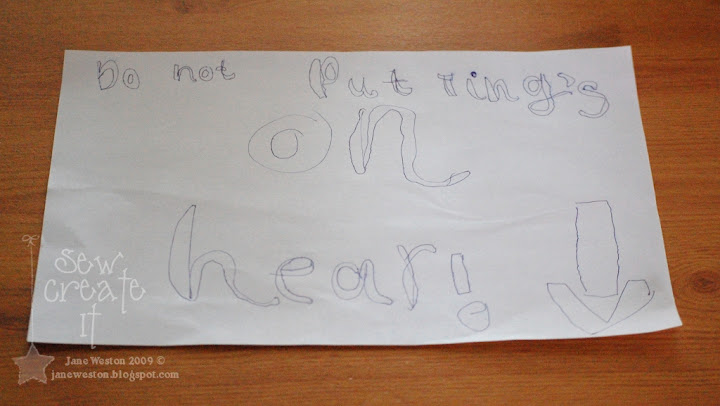 Do not Put ring's
on
hear!
sew
create
it
Jane Weston 2009 ©
janeweston.blogspot.com